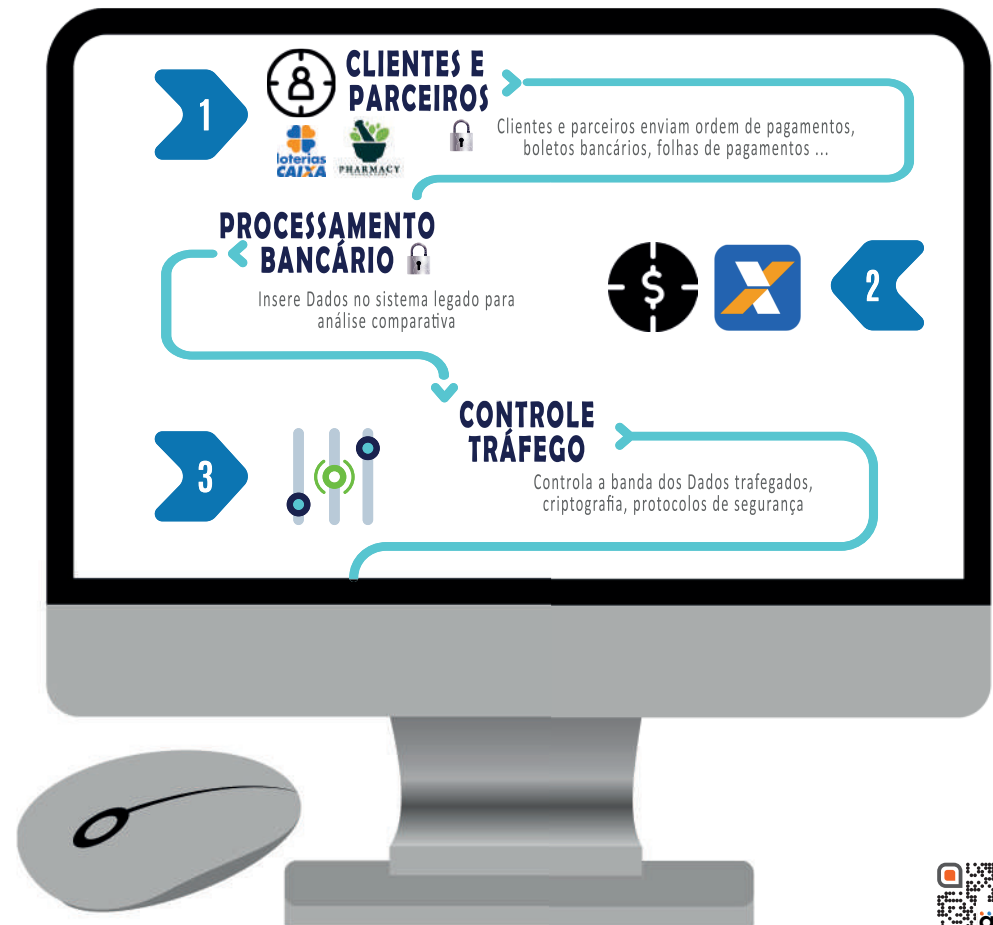 1
CLIENTES E
PARCEIROS
loterias
CAIXA
PHARMACY
Clientes e parceiros enviam ordem de pagamentos,
boletos bancários, folhas de pagamentos ...
PROCESSAMENTO
BANCÁRIO
Insere Dados no sistema legado para
análise comparativa
2
CONTROLE
TRÁFEGO
3
Controla a banda dos Dados trafegados,
criptografia, protocolos de segurança